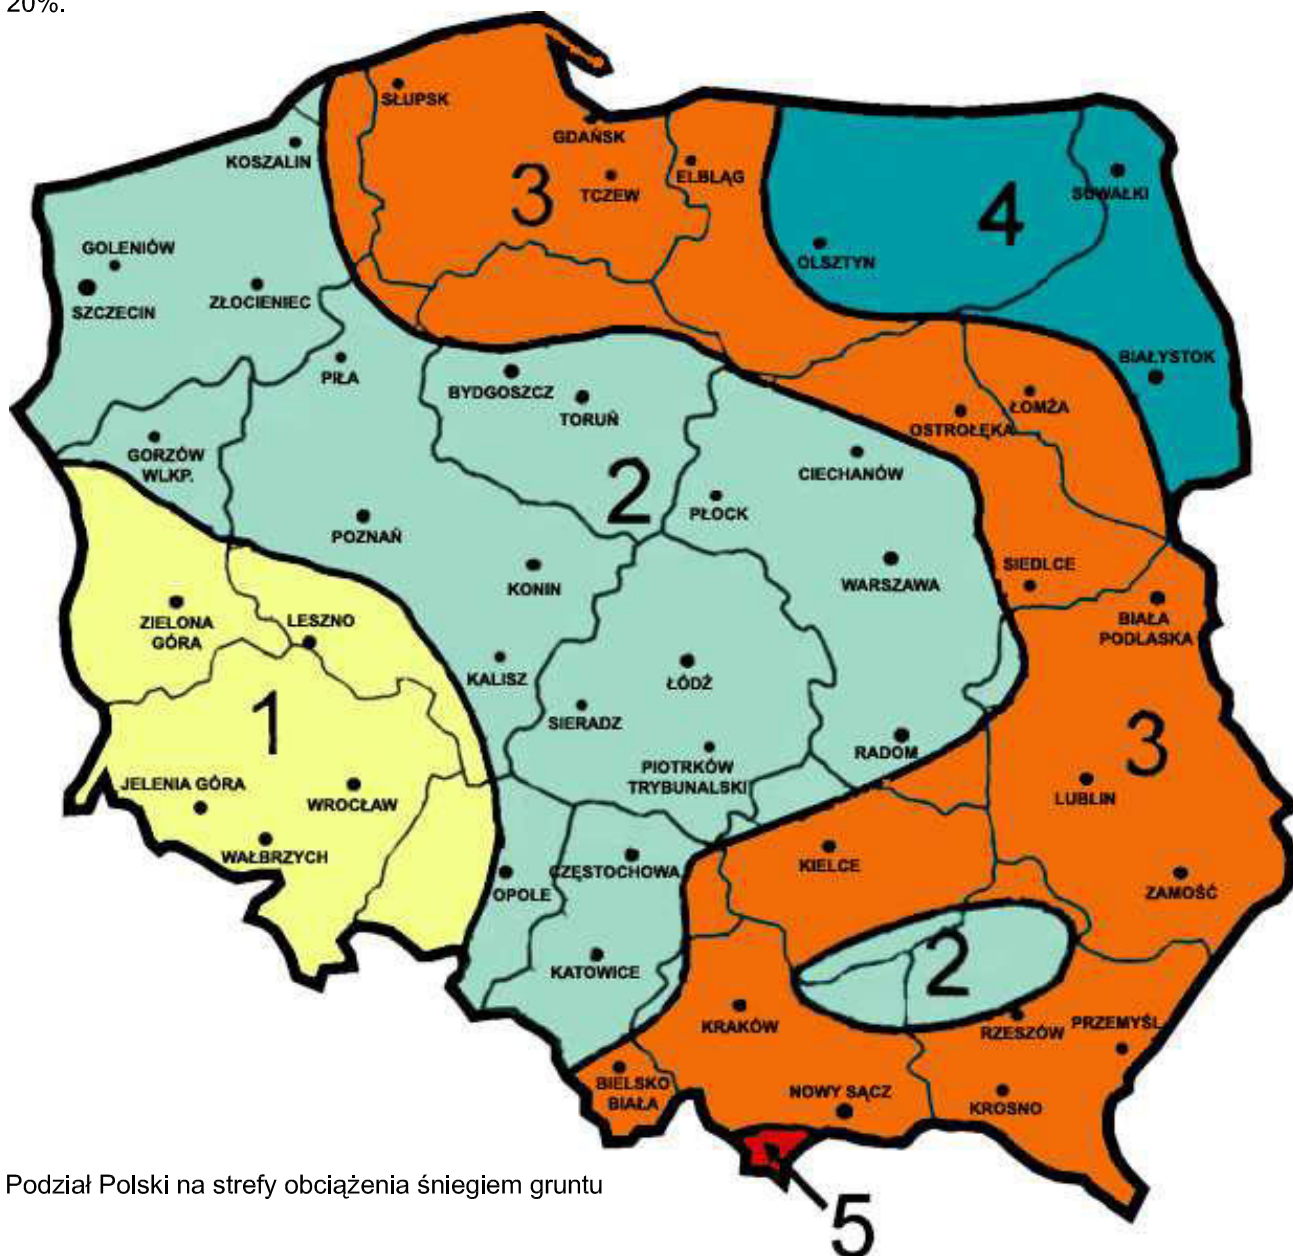 20%.
SŁUPSK
GDAŃSK
KOSZALIN
3
TCZEW
ELBLĄG
4
SUWAŁKI
GOLENIÓW
OLSZTYN
SZCZECIN
ZŁOCIENIEC
PIŁA
BIAŁYSTOK
BYDGOSZCZ
TORUŃ
ŁOMŻA
OSTROŁĘKA
GORZÓW
WLKP.
CIECHANÓW
2
PŁOCK
POZNAŃ
SIEDLCE
KONIN
WARSZAWA
ZIELONA
GÓRA
LESZNO
BIAŁA
PODLASKA
KALISZ
ŁÓDŹ
1
SIERADZ
3
RADOM
PIOTRKÓW
TRYBUNALSKI
JELENIA GÓRA
WROCŁAW
LUBLIN
WAŁBRZYCH
KIELCE
OPOLE
CZĘSTOCHOWA
ZAMOŚĆ
2
KATOWICE
KRAKÓW
RZESZÓW
PRZEMYŚL
BIELSKO
BIAŁA
NOWY SĄCZ
KROSNO
Podział Polski na strefy obciążenia śniegiem gruntu
5